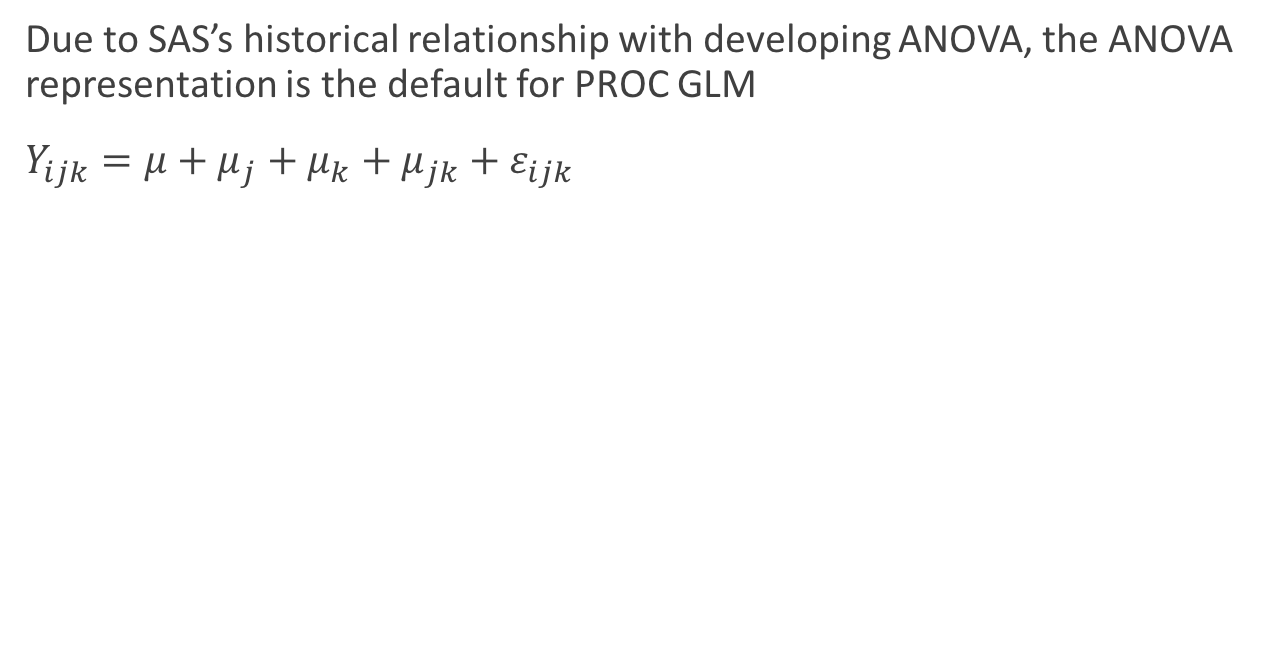 Due to SAS’s historical relationship with developing ANOVA, the ANOVA
representation is the default for PROC GLM
𝑌𝑖𝑗𝑘 = 𝜇 + 𝜇𝑗 + 𝜇𝑘 + 𝜇𝑗𝑘 + 𝜀𝑖𝑗𝑘